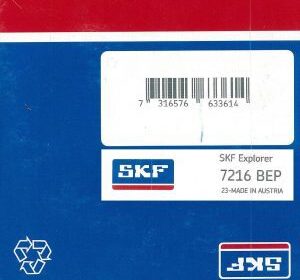 7 316576 633614
SKF Explorer
SKF
7216 BEP
23-MADE IN AUSTRIA
SKF